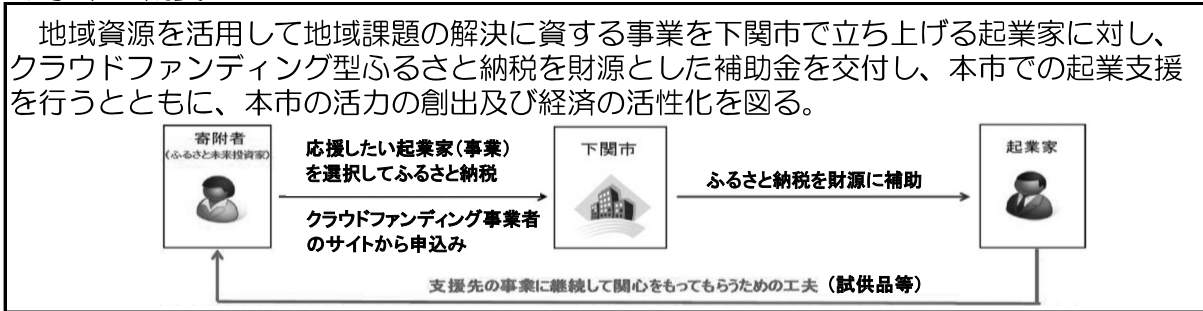 地域資源を活用して地域課題の解決に資する事業を下関市で立ち上げる起業家に対し、
クラウドファンディング型ふるさと納税を財源とした補助金を交付し、本市での起業支援
を行うとともに、本市の活力の創出及び経済の活性化を図る。
寄附者
(ふるさと未来投資家)
応援したい起業家(事業)
を選択してふるさと納税
クラウドファンディング事業者
のサイトから申込み
下関市
ふるさと納税を財源に補助
起業家
支援先の事業に継続して関心をもってもらうための工夫(試供品等)